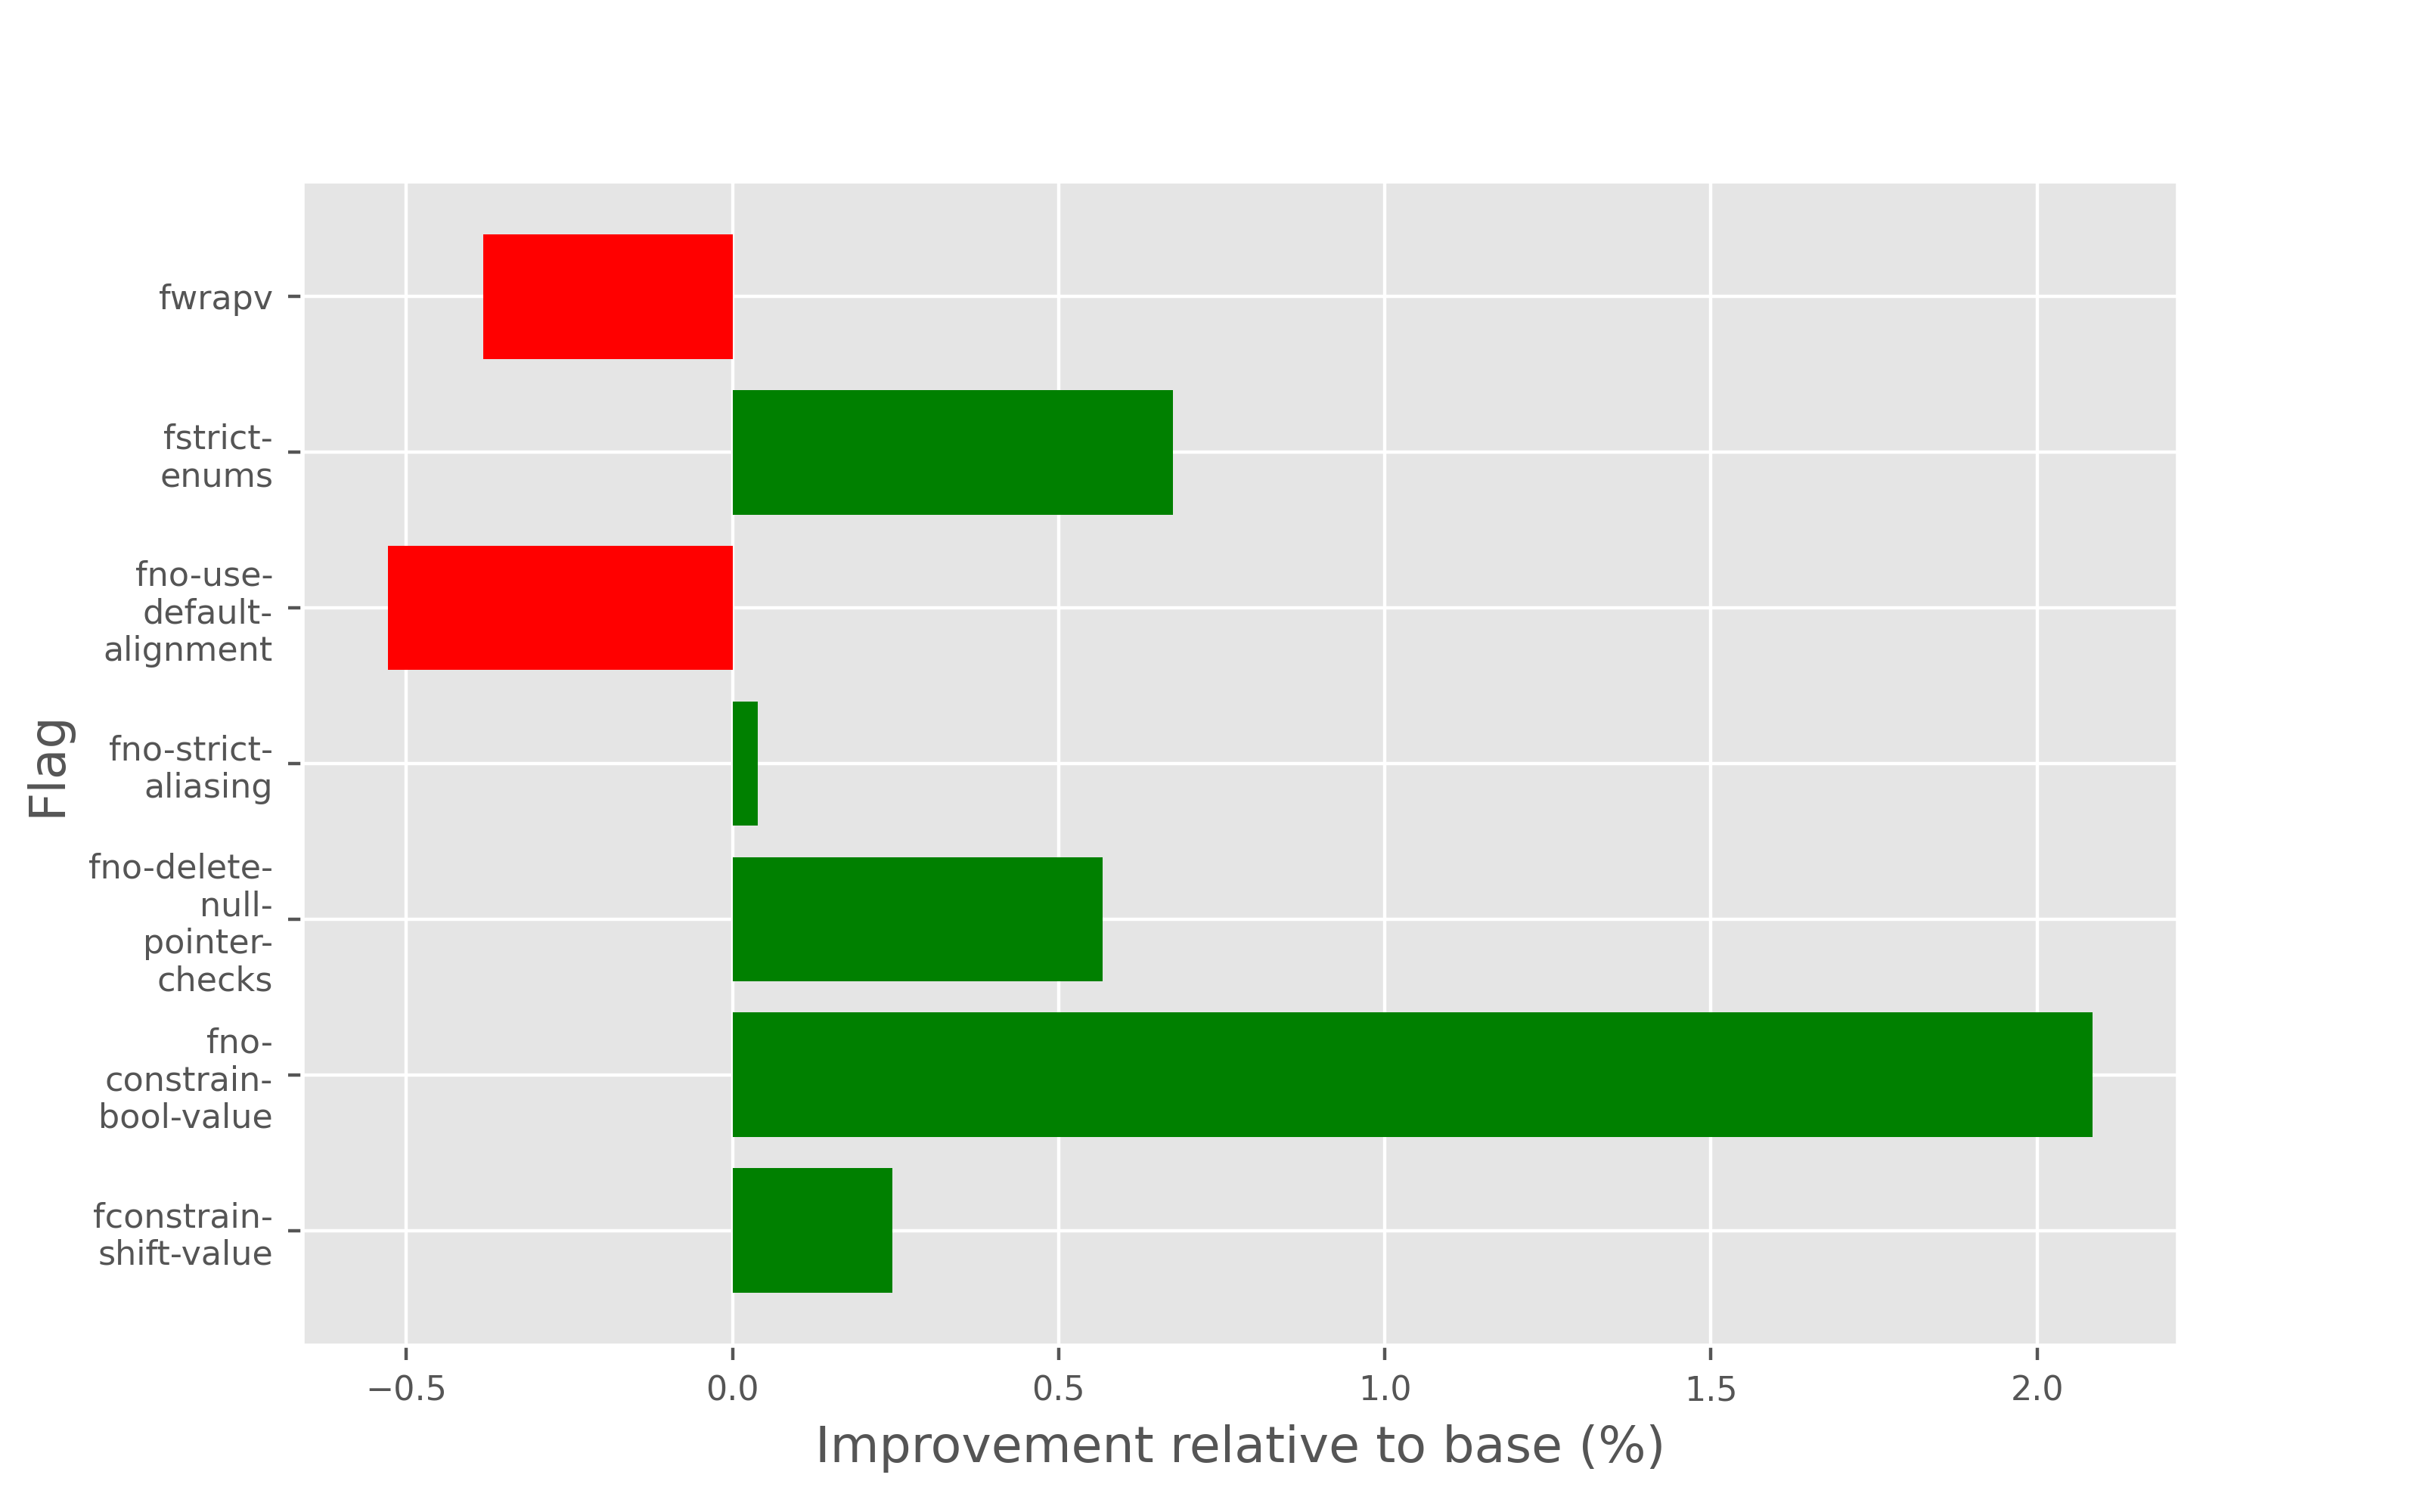 fwrapv
fstrict-
enums
fno-use-
default-
alignment
fno-strict-
aliasing
fno-delete-
null-
pointer-
checks
fno-
constrain-
bool-value
fconstrain-
shift-value
Flag
−0.5
0.0
0.5
1.0
1.5
2.0
Improvement relative to base (%)